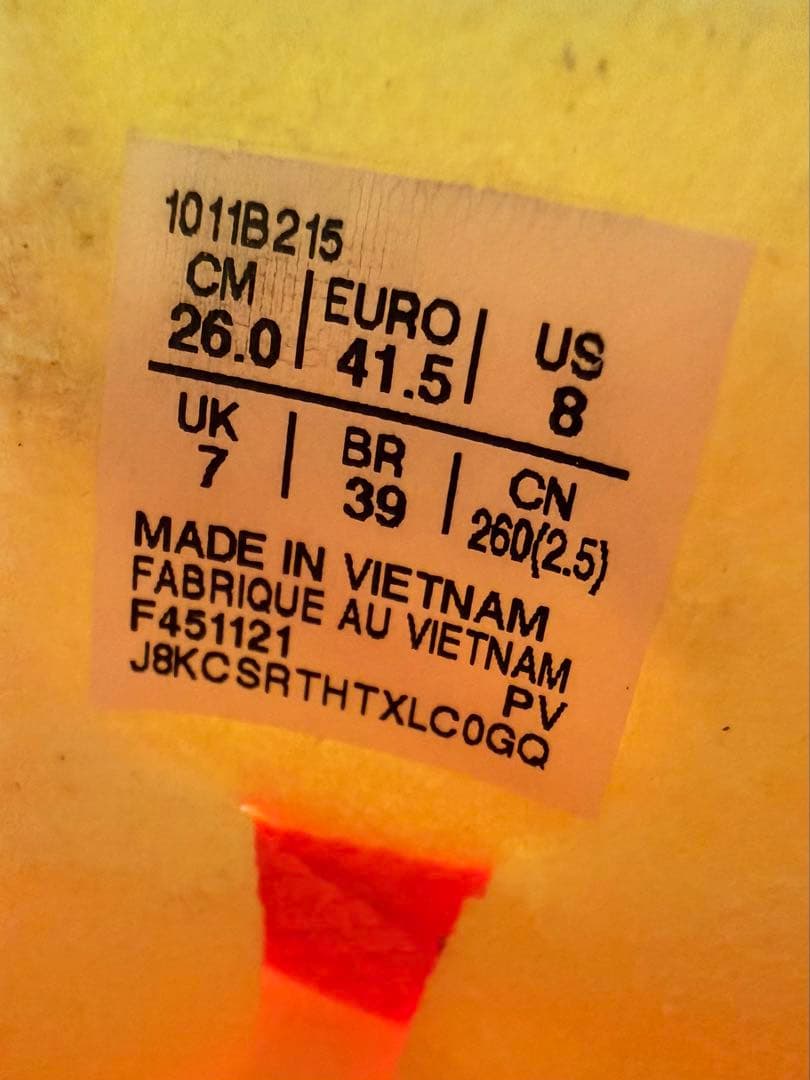 1011B215
CM | EURO | US
26.0 | 41.5 | 8
UK | BR | CN
7 | 39 | 260(2.5)
MADE IN VIETNAM
FABRIQUE AU VIETNAM
F451121 PV
J8KCSRTHTXLC0GQ